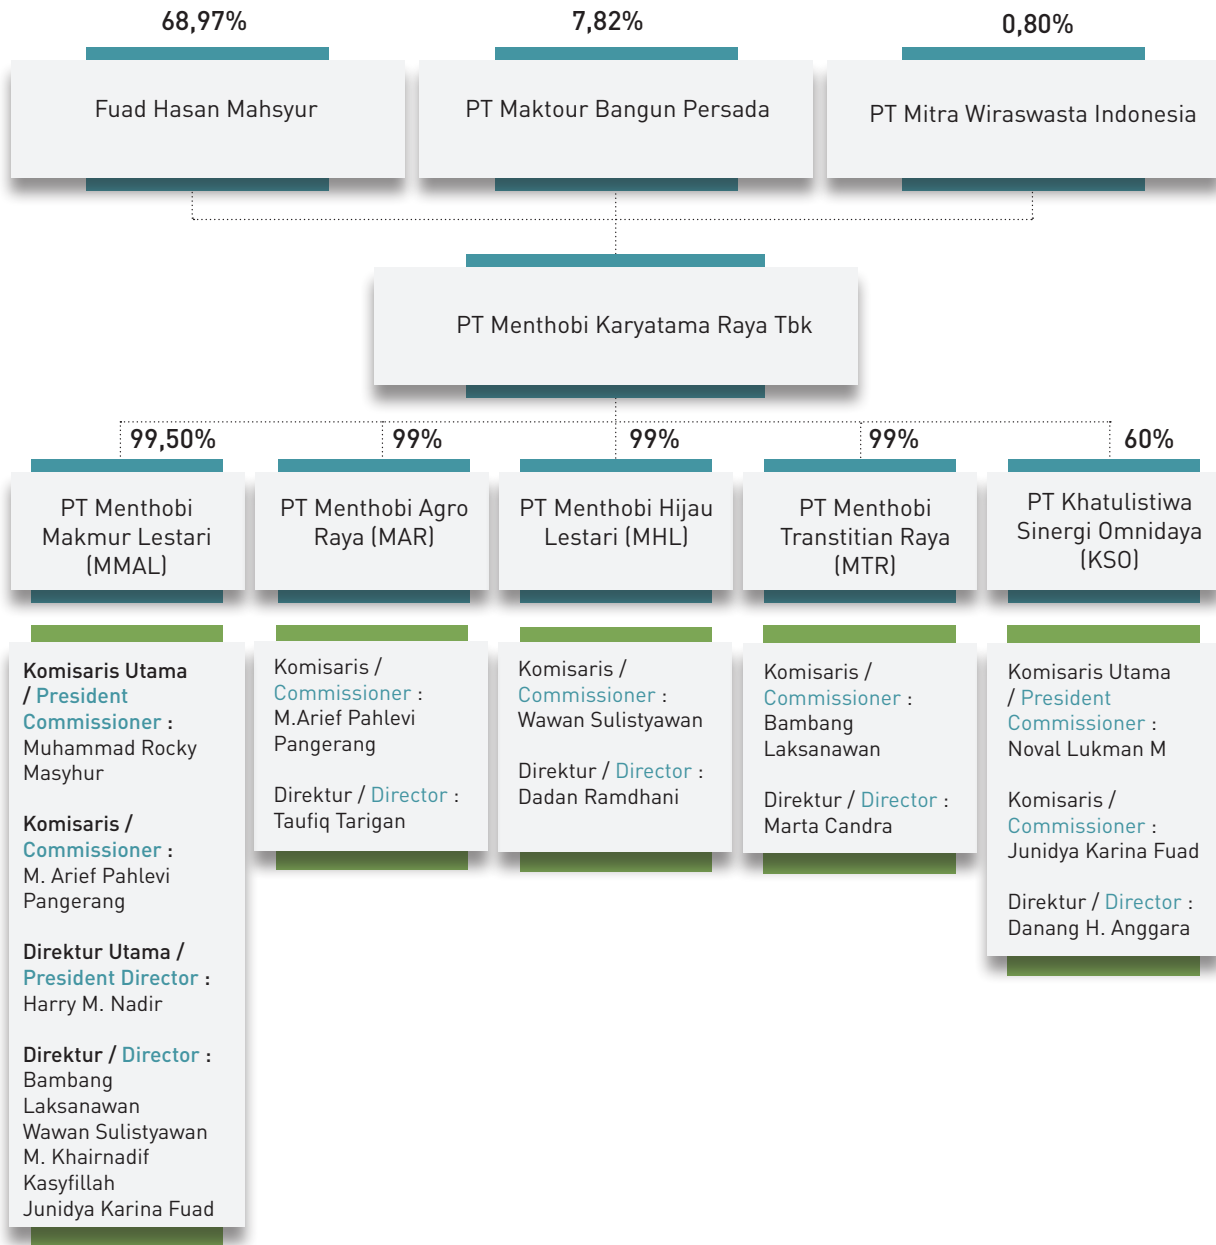 68,97%
7,82%
0,80%
Fuad Hasan Mahsyur
PT Maktour Bangun Persada
PT Mitra Wiraswasta Indonesia
PT Menthobi Karyatama Raya Tbk
99,50%
99%
99%
99%
60%
PT Menthobi
Makmur Lestari
(MMAL)
PT Menthobi Agro
Raya (MAR)
PT Menthobi Hijau
Lestari (MHL)
PT Menthobi
Transtitian Raya
(MTR)
PT Khatulistiwa
Sinergi Omnidaya
(KSO)
Komisaris Utama
/ President
Commissioner :
Muhammad Rocky
Masyhur
Komisaris /
Commissioner :
M. Arief Pahlevi
Pangerang
Direktur Utama /
President Director :
Harry M. Nadir
Direktur / Director :
Bambang
Laksanawan
Wawan Sulistyawan
M. Khairnadif
Kasyfillah
Junidya Karina Fuad
Komisaris /
Commissioner :
M.Arief Pahlevi
Pangerang
Direktur / Director :
Taufiq Tarigan
Komisaris /
Commissioner :
Wawan Sulistyawan
Direktur / Director :
Dadan Ramdhani
Komisaris /
Commissioner :
Bambang
Laksanawan
Direktur / Director :
Marta Candra
Komisaris Utama
/ President
Commissioner :
Noval Lukman M
Komisaris /
Commissioner :
Junidya Karina Fuad
Direktur / Director :
Danang H. Anggara